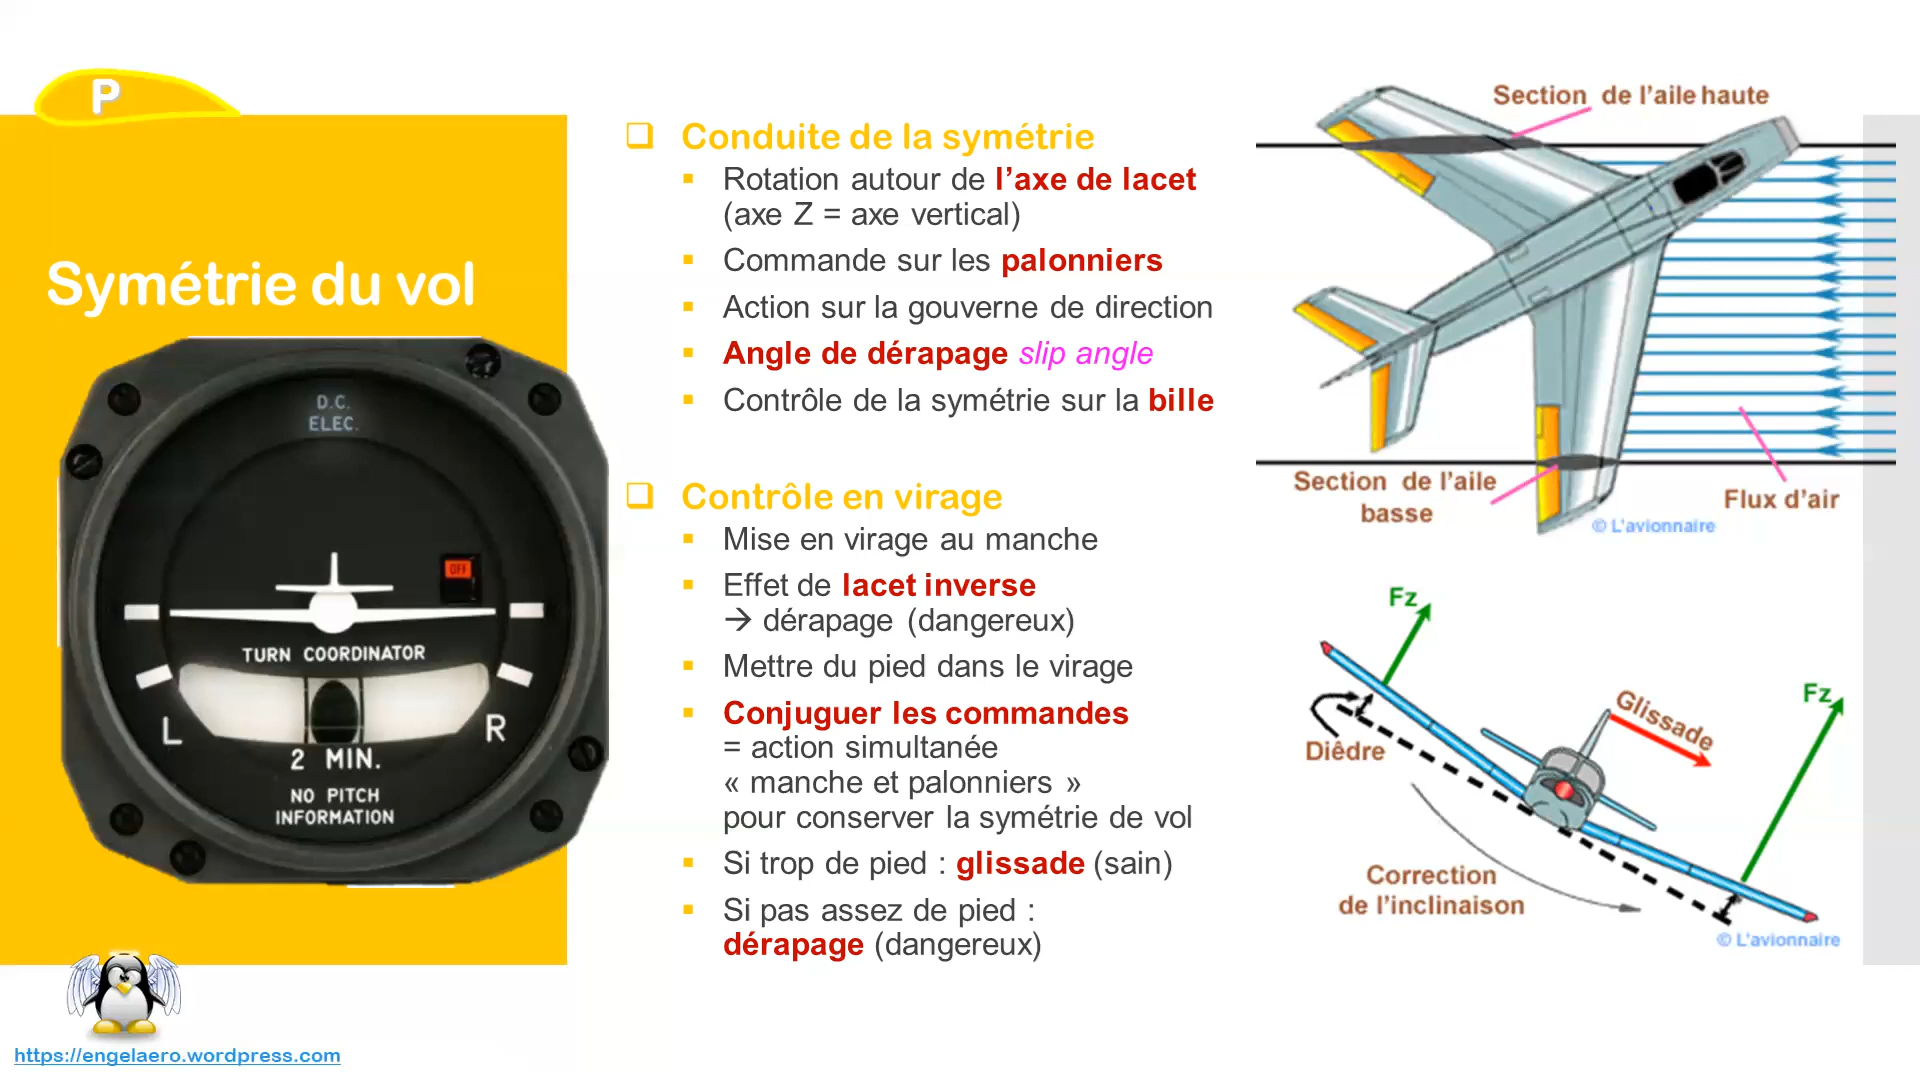 P
Symétrie du vol
D.C.
ELEC.
OFF
TURN COORDINATOR
L
R
2 MIN.
NO PITCH
INFORMATION
https://engelaero.wordpress.com
Conduite de la symétrie
Rotation autour de l’axe de lacet
(axe Z = axe vertical)
Commande sur les palonniers
Action sur la gouverne de direction
Angle de dérapage slip angle
Contrôle de la symétrie sur la bille
Contrôle en virage
Mise en virage au manche
Effet de lacet inverse
→ dérapage (dangereux)
Mettre du pied dans le virage
Conjuguer les commandes
= action simultanée
« manche et palonniers »
pour conserver la symétrie de vol
Si trop de pied : glissade (sain)
Si pas assez de pied :
dérapage (dangereux)
Section de l’aile haute
Section de l’aile
basse
Flux d’air
© L’avionnaire
Fz
Fz
Glissade
Diêdre
Correction
de l’inclinaison
© L’avionnaire